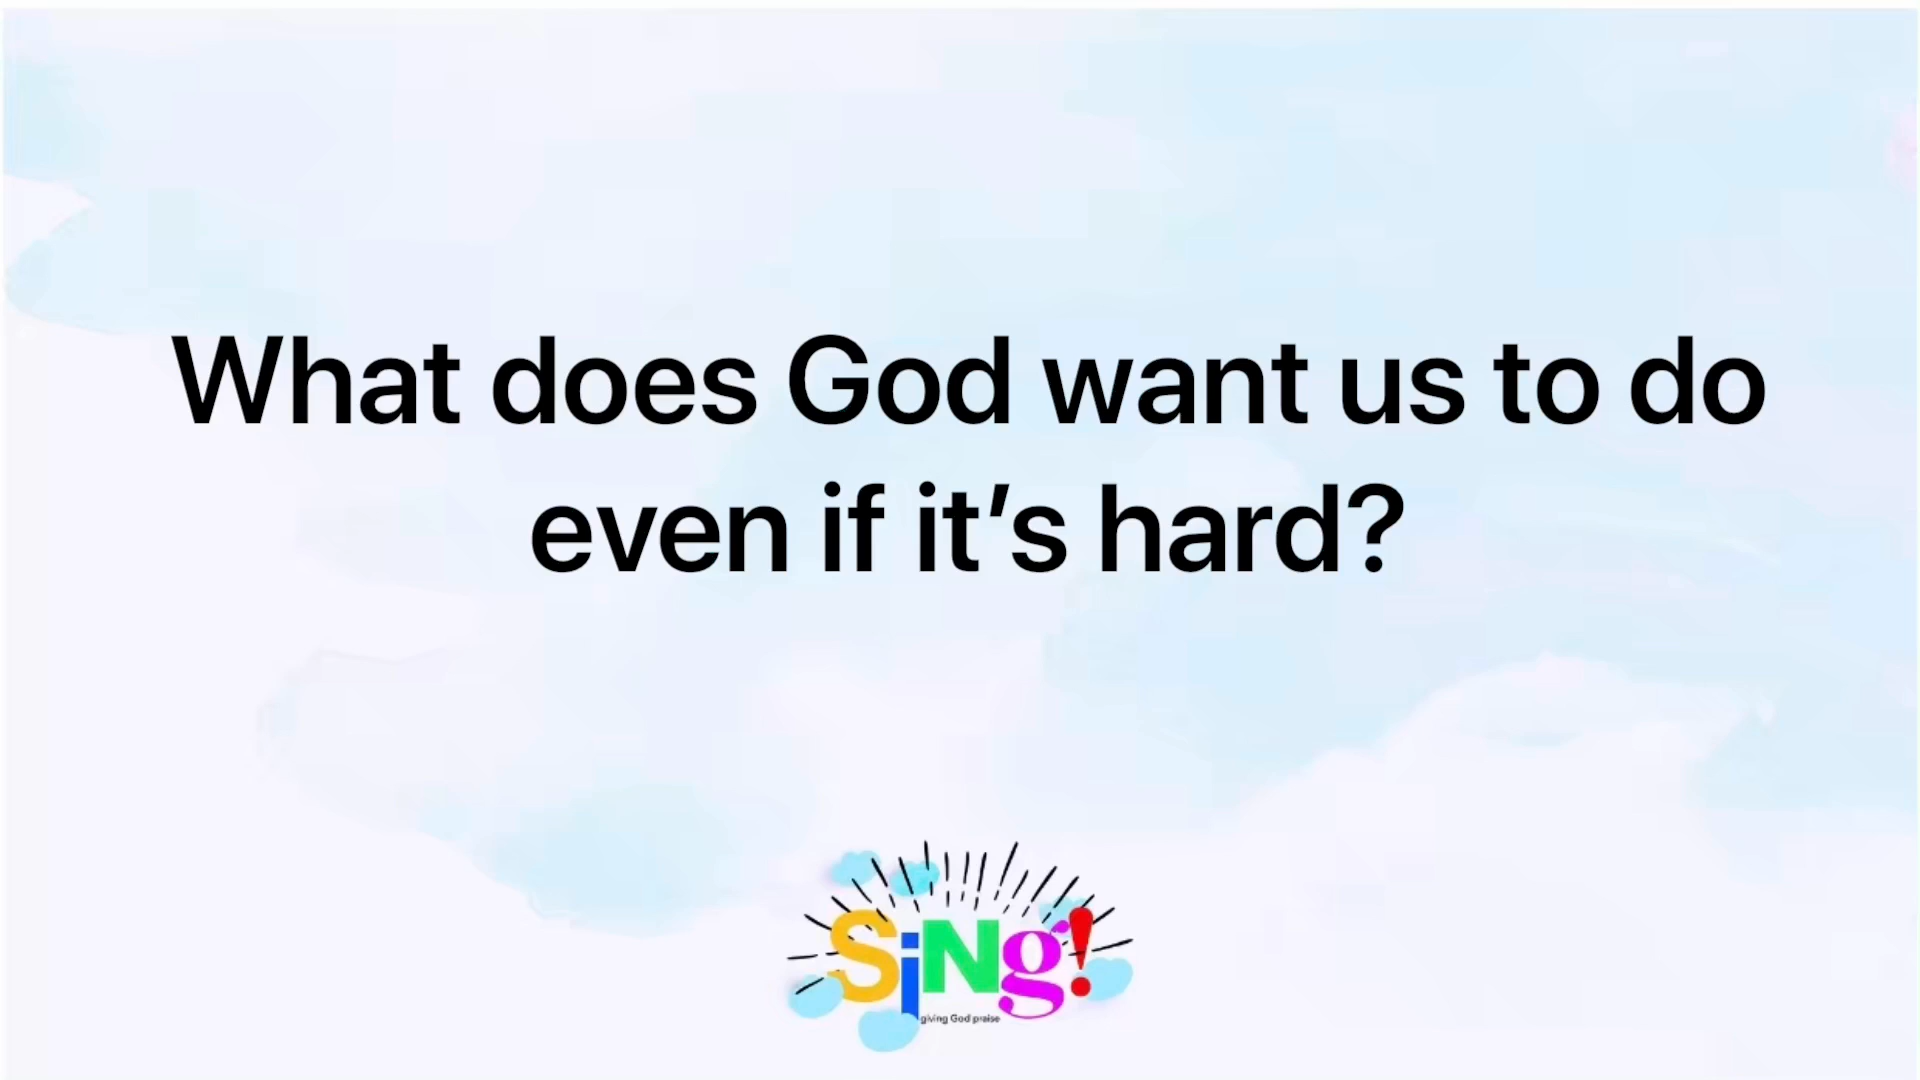 What does God want us to do
even if it’s hard?
SiNg!
giving God praise